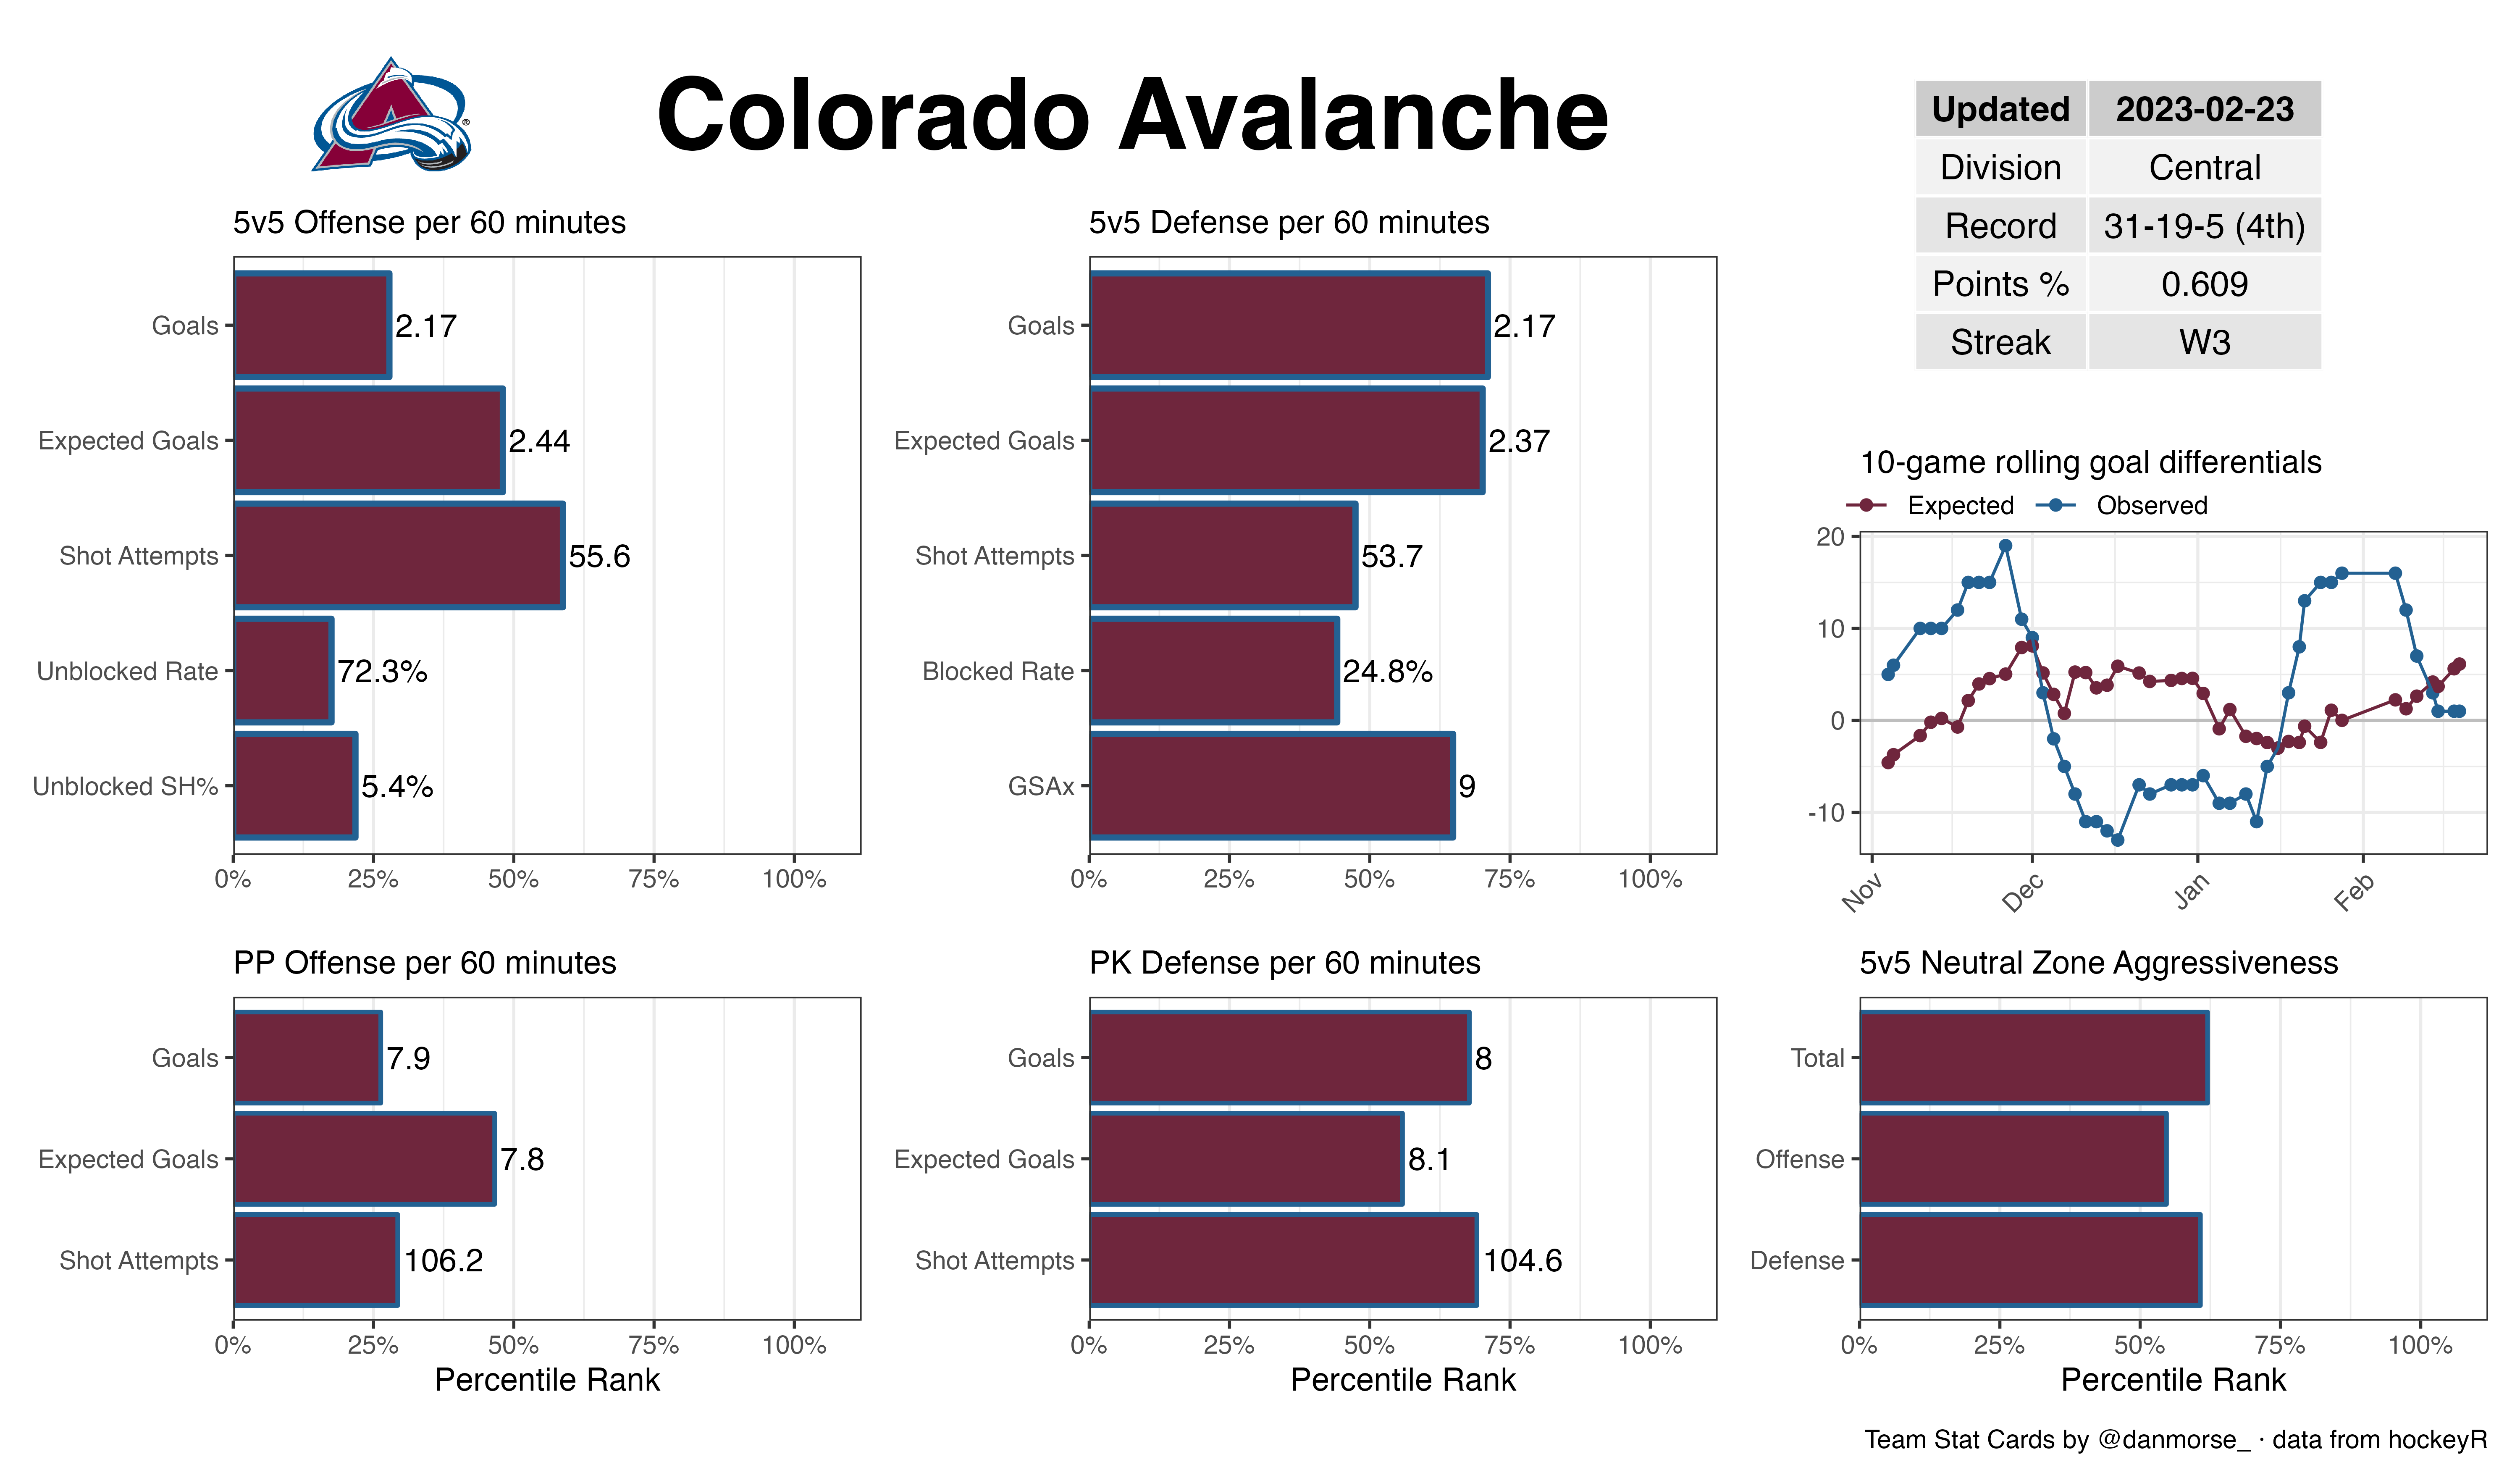 Colorado Avalanche
®
Updated 2023-02-23
Division Central
Record 31-19-5 (4th)
Points % 0.609
Streak W3
5v5 Offense per 60 minutes
Goals 2.17
Expected Goals 2.44
Shot Attempts 55.6
Unblocked Rate 72.3%
Unblocked SH% 5.4%
0% 25% 50% 75% 100%
5v5 Defense per 60 minutes
Goals 2.17
Expected Goals 2.37
Shot Attempts 53.7
Blocked Rate 24.8%
GSAx 9
0% 25% 50% 75% 100%
10-game rolling goal differentials
Expected Observed
20
10
0
-10
Nov Dec Jan Feb
PP Offense per 60 minutes
Goals 7.9
Expected Goals 7.8
Shot Attempts 106.2
0% 25% 50% 75% 100%
Percentile Rank
PK Defense per 60 minutes
Goals 8
Expected Goals 8.1
Shot Attempts 104.6
0% 25% 50% 75% 100%
Percentile Rank
5v5 Neutral Zone Aggressiveness
Total
Offense
Defense
0% 25% 50% 75% 100%
Percentile Rank
Team Stat Cards by @danmorse_ · data from hockeyR